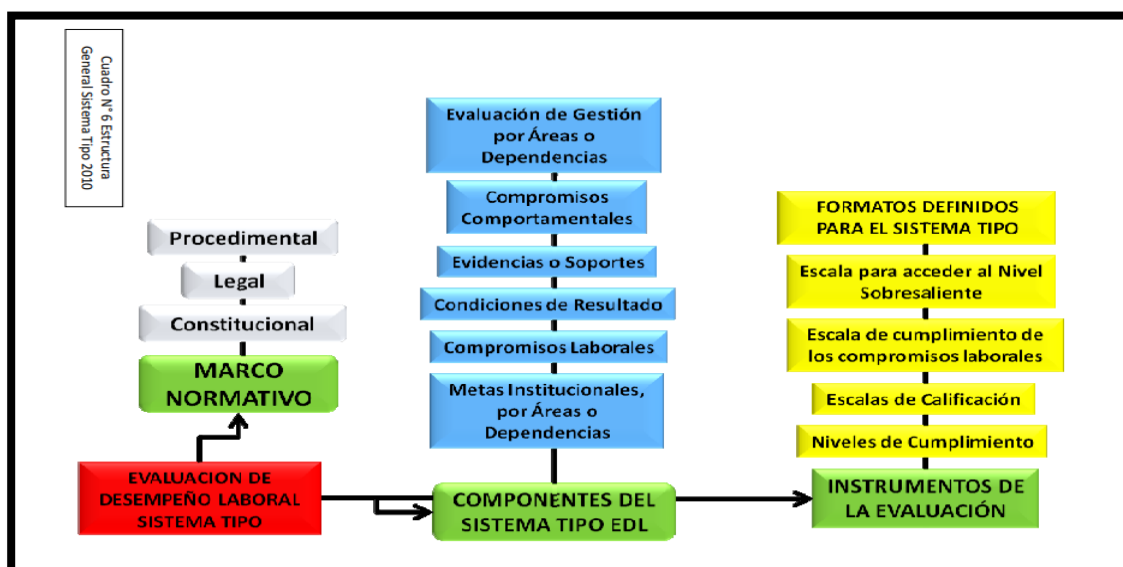 Cuadro N° 6 Estructura
General Sistema Tipo 2010
Procedimental
Legal
Constitucional
MARCO
NORMATIVO
EVALUACION DE
DESEMPEÑO LABORAL
SISTEMA TIPO
Evaluación de Gestión
por Áreas o
Dependencias
Compromisos
Comportamentales
Evidencias o Soportes
Condiciones de Resultado
Compromisos Laborales
Metas Institucionales,
por Áreas o
Dependencias
COMPONENTES DEL
SISTEMA TIPO EDL
FORMATOS DEFINIDOS
PARA EL SISTEMA TIPO
Escala para acceder al Nivel
Sobresaliente
Escala de cumplimiento de
los compromisos laborales
Escalas de Calificación
Niveles de Cumplimiento
INSTRUMENTOS DE
LA EVALUACIÓN